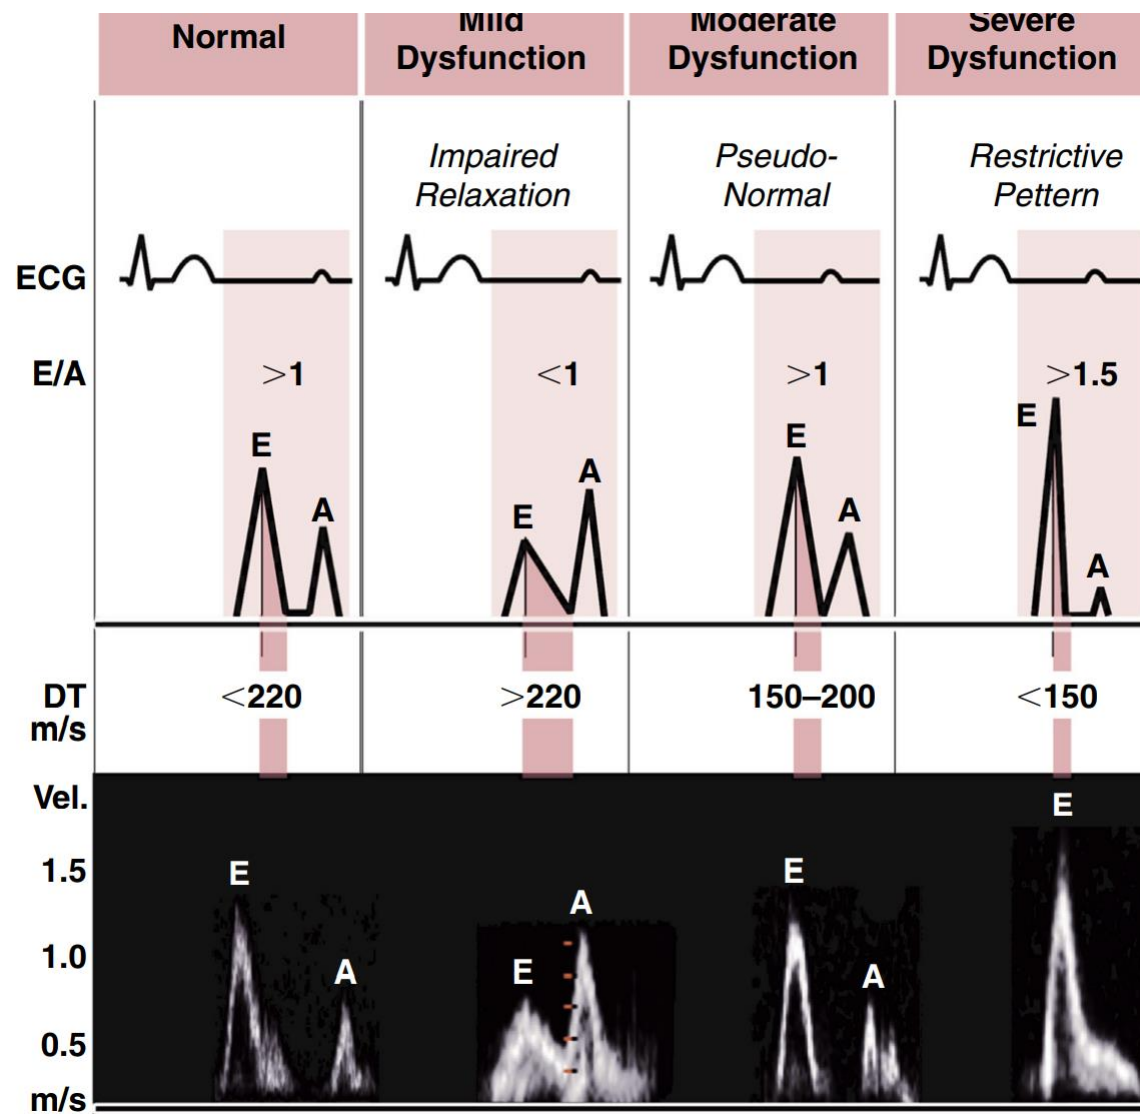 Normal
Mild
Dysfunction
Moderate
Dysfunction
Severe
Dysfunction
Impaired
Relaxation
Pseudo-
Normal
Restrictive
Pettern
ECG
E/A
>1
<1
>1
>1.5
E
A
E
A
E
A
E
A
DT
m/s
<220
>220
150–200
<150
Vel.
1.5
1.0
0.5
m/s
E
A
E
A
E
A
E